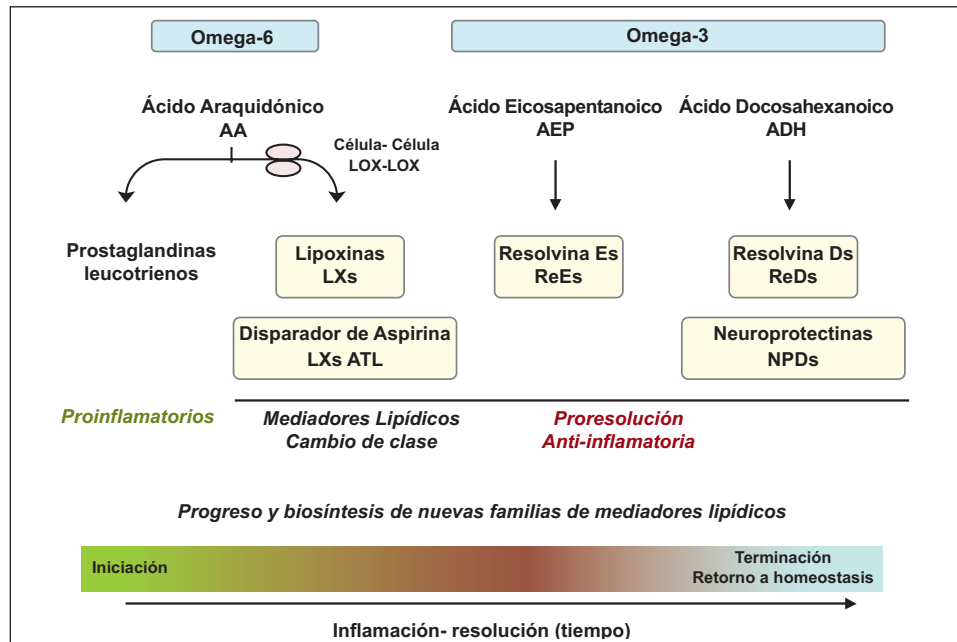 Omega-6
Omega-3
Ácido Araquidónico
AA
Célula- Célula
LOX-LOX
Ácido Eicosapentanoico
AEP
Ácido Docosahexanoico
ADH
Prostaglandinas
leucotrienos
Lipoxinas
LXs
Resolvina Es
ReEs
Resolvina Ds
ReDs
Disparador de Aspirina
LXs ATL
Neuroprotectinas
NPDs
Proinflamatorios
Mediadores Lipídicos
Cambio de clase
Proresolución
Anti-inflamatoria
Progreso y biosíntesis de nuevas familias de mediadores lipídicos
Iniciación
Terminación
Retorno a homeostasis
Inflamación- resolución (tiempo)